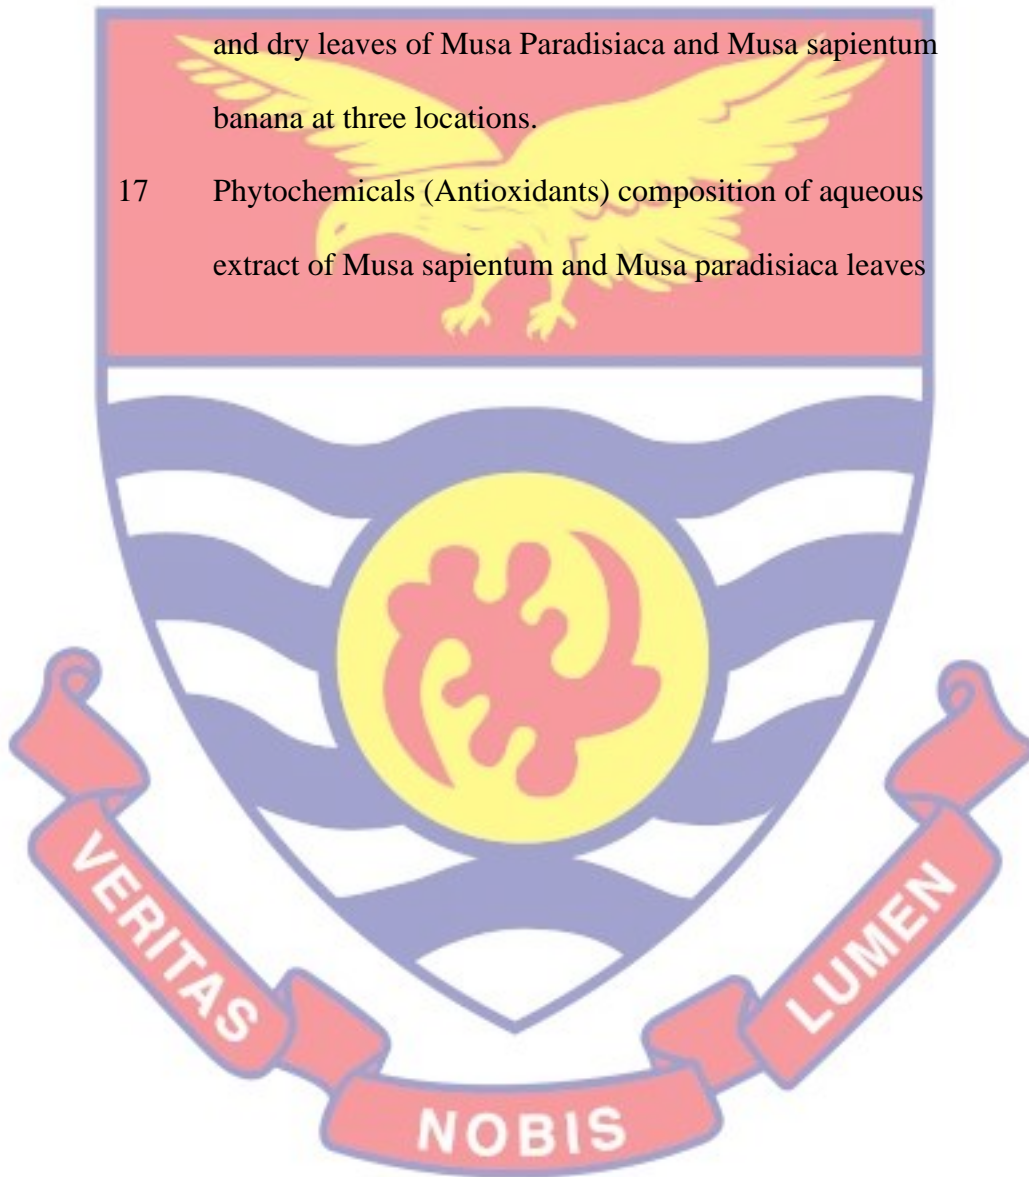 and dry leaves of Musa Paradisiaca and Musa sapientum
banana at three locations.
17 Phytochemicals (Antioxidants) composition of aqueous
extract of Musa sapientum and Musa paradisiaca leaves
VERITAS
NOBIS
LUMEN